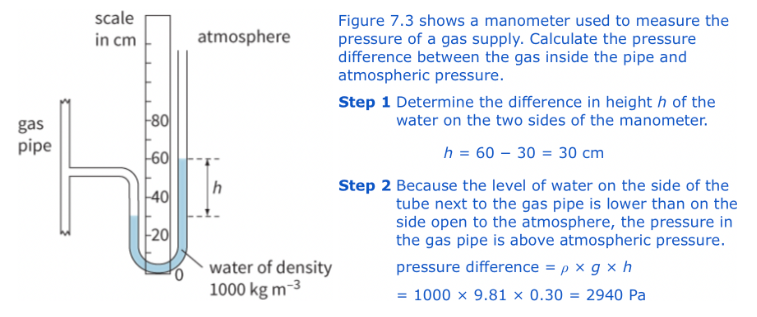 scale
in cm
atmosphere
gas
pipe
80
60
40
20
0
h
water of density
1000 kg m⁻³
Figure 7.3 shows a manometer used to measure the
pressure of a gas supply. Calculate the pressure
difference between the gas inside the pipe and
atmospheric pressure.
Step 1 Determine the difference in height h of the
water on the two sides of the manometer.
h = 60 − 30 = 30 cm
Step 2 Because the level of water on the side of the
tube next to the gas pipe is lower than on the
side open to the atmosphere, the pressure in
the gas pipe is above atmospheric pressure.
pressure difference = ρ × g × h
= 1000 × 9.81 × 0.30 = 2940 Pa